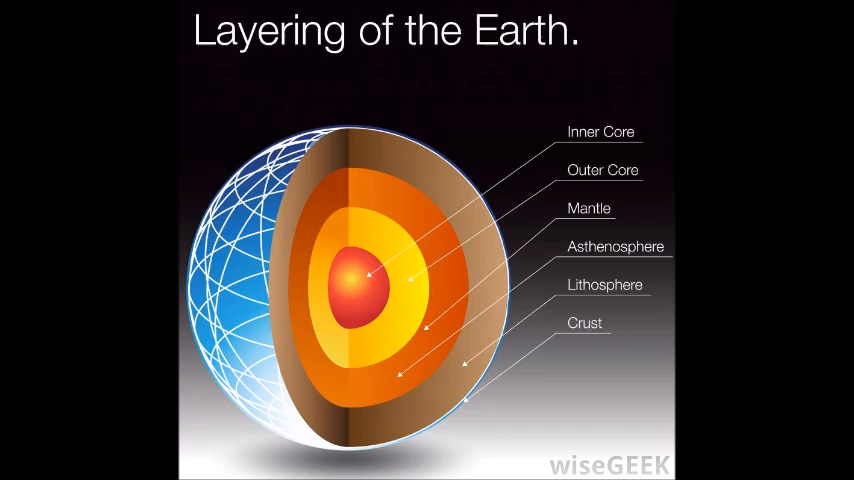 Layering of the Earth.
Inner Core
Outer Core
Mantle
Asthenosphere
Lithosphere
Crust
wiseGEEK